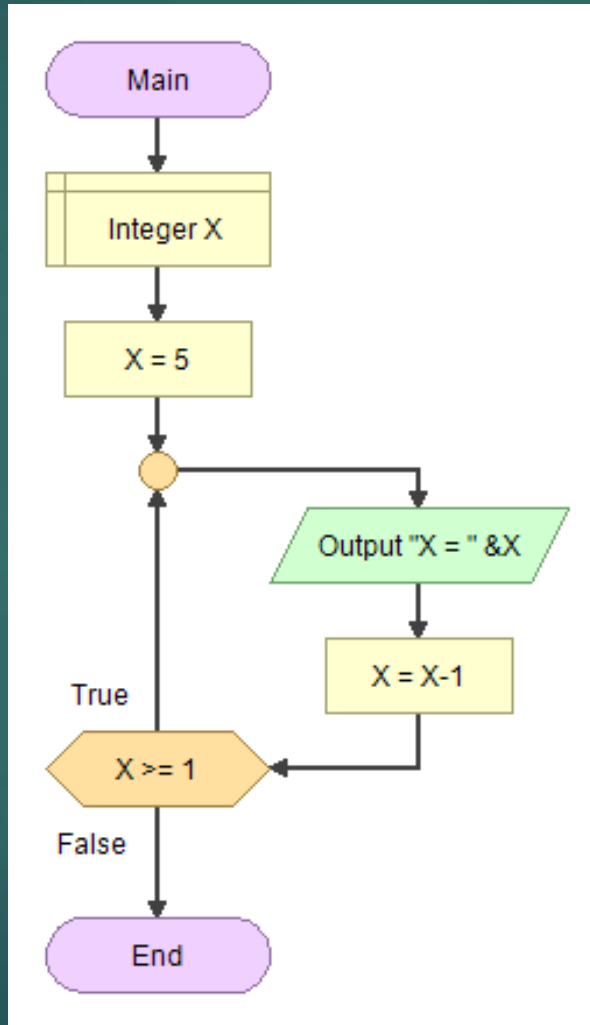 Main
Integer X
X = 5
Output "X = " &X
X = X-1
True
X >= 1
False
End